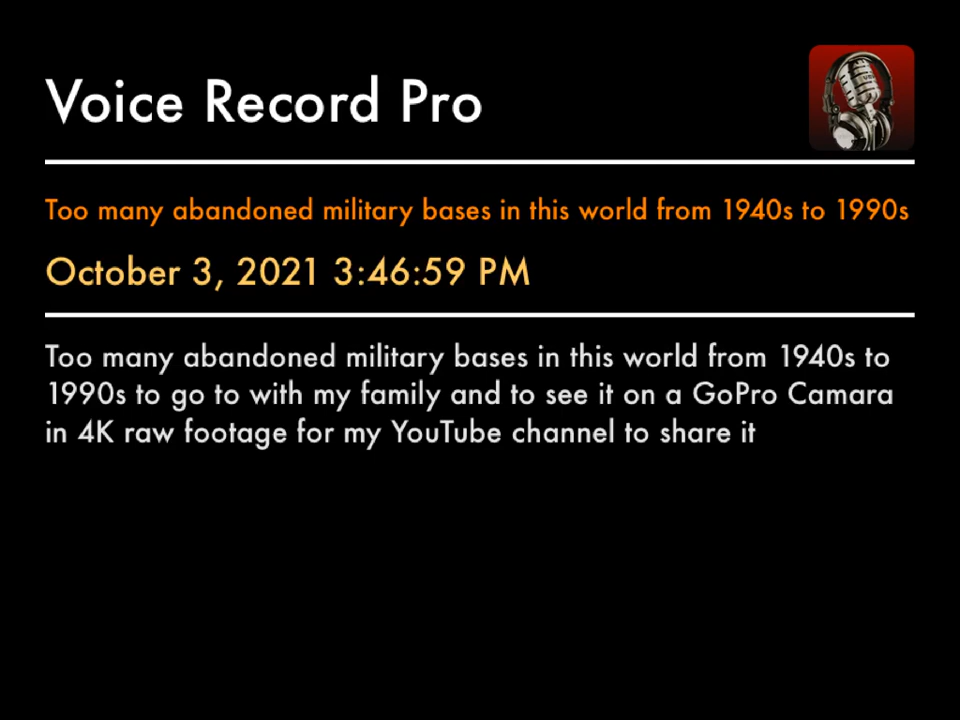 Voice Record Pro
Too many abandoned military bases in this world from 1940s to 1990s
October 3, 2021 3:46:59 PM
Too many abandoned military bases in this world from 1940s to
1990s to go to with my family and to see it on a GoPro Camara
in 4K raw footage for my YouTube channel to share it